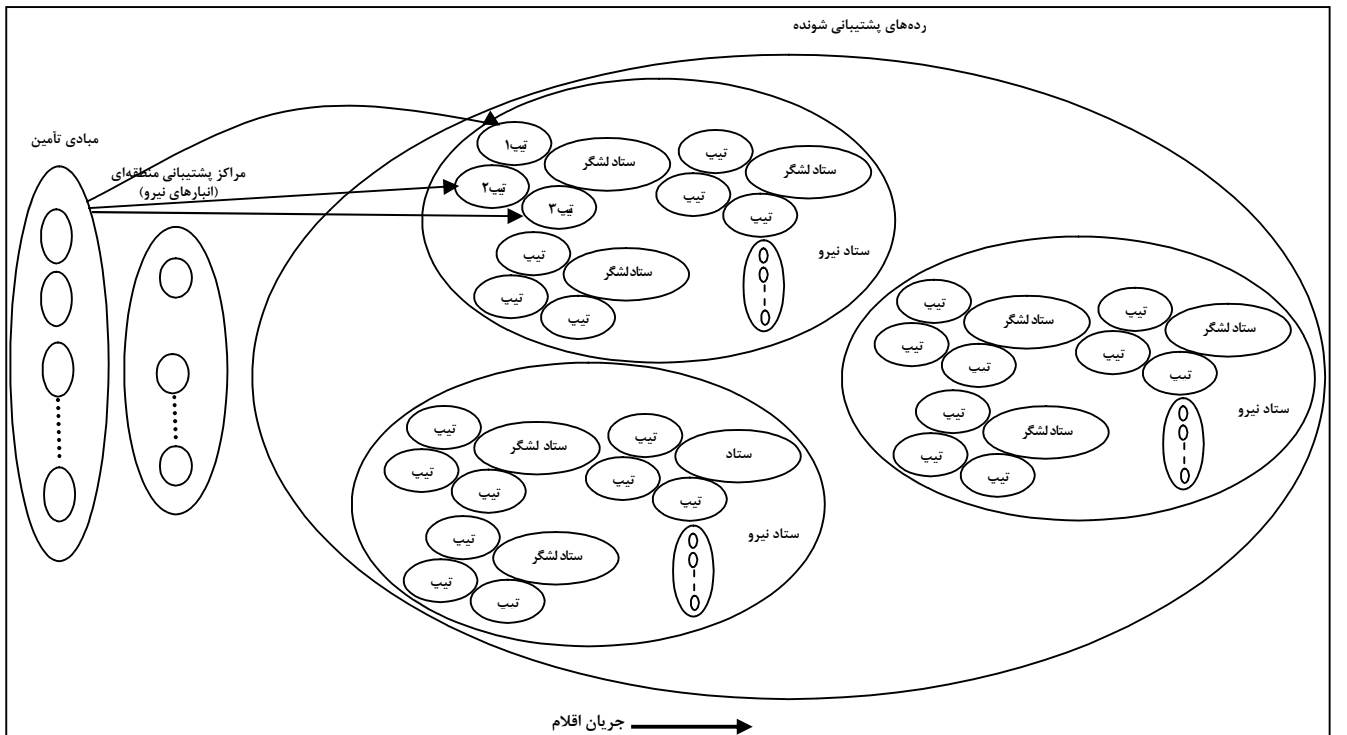 رده‌های پشتیبانی شونده
مبادی تأمین
مراکز پشتیبانی منطقه‌ای
(انبارهای نیرو)
تیپ۱
ستاد لشگر
تیپ۲
تیپ۳
تیپ
ستاد لشگر
تیپ
تیپ
تیپ
ستاد لشگر
تیپ
تیپ
ستاد نیرو
تیپ
ستاد لشگر
تیپ
تیپ
تیپ
ستاد لشگر
تیپ
تیپ
تیپ
ستاد لشگر
تیپ
تیپ
ستاد نیرو
تیپ
ستاد لشگر
تیپ
تیپ
تیپ
ستاد
تیپ
تیپ
تیپ
ستاد لشگر
تیپ
تیپ
ستاد نیرو
جریان اقلام